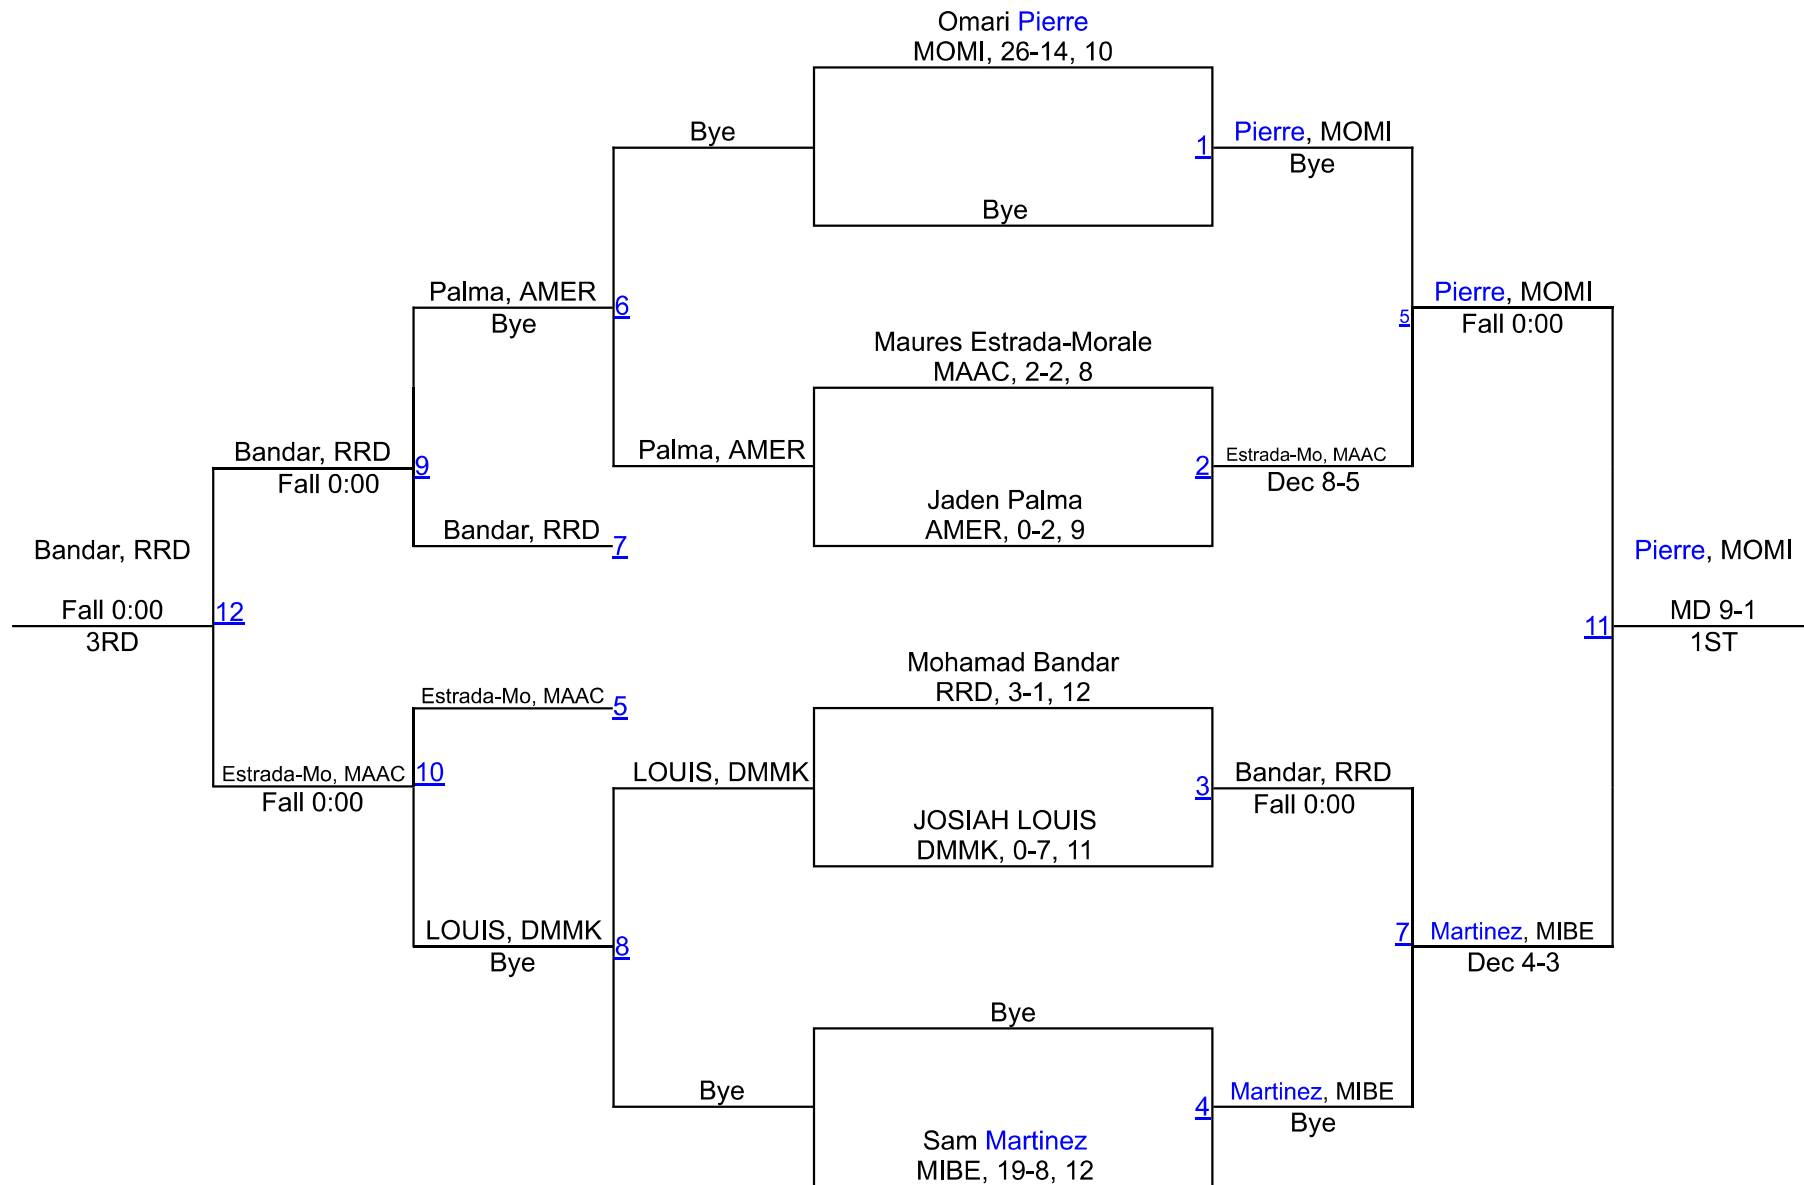 Omari Pierre
MOMI, 26-14, 10
Bye
1
Pierre, MOMI
Bye
Bye
Palma, AMER
Bye
6
Pierre, MOMI
Fall 0:00
5
Maures Estrada-Morale
MAAC, 2-2, 8
Bandar, RRD
Fall 0:00
9
Palma, AMER
2
Estrada-Mo, MAAC
Dec 8-5
Jaden Palma
AMER, 0-2, 9
Bandar, RRD
7
Bandar, RRD
Fall 0:00
3RD
12
Pierre, MOMI
MD 9-1
1ST
11
Mohamad Bandar
RRD, 3-1, 12
Estrada-Mo, MAAC
5
Estrada-Mo, MAAC
Fall 0:00
10
LOUIS, DMMK
3
Bandar, RRD
Fall 0:00
JOSIAH LOUIS
DMMK, 0-7, 11
LOUIS, DMMK
Bye
8
7
Martinez, MIBE
Dec 4-3
Bye
Bye
4
Martinez, MIBE
Bye
Sam Martinez
MIBE, 19-8, 12